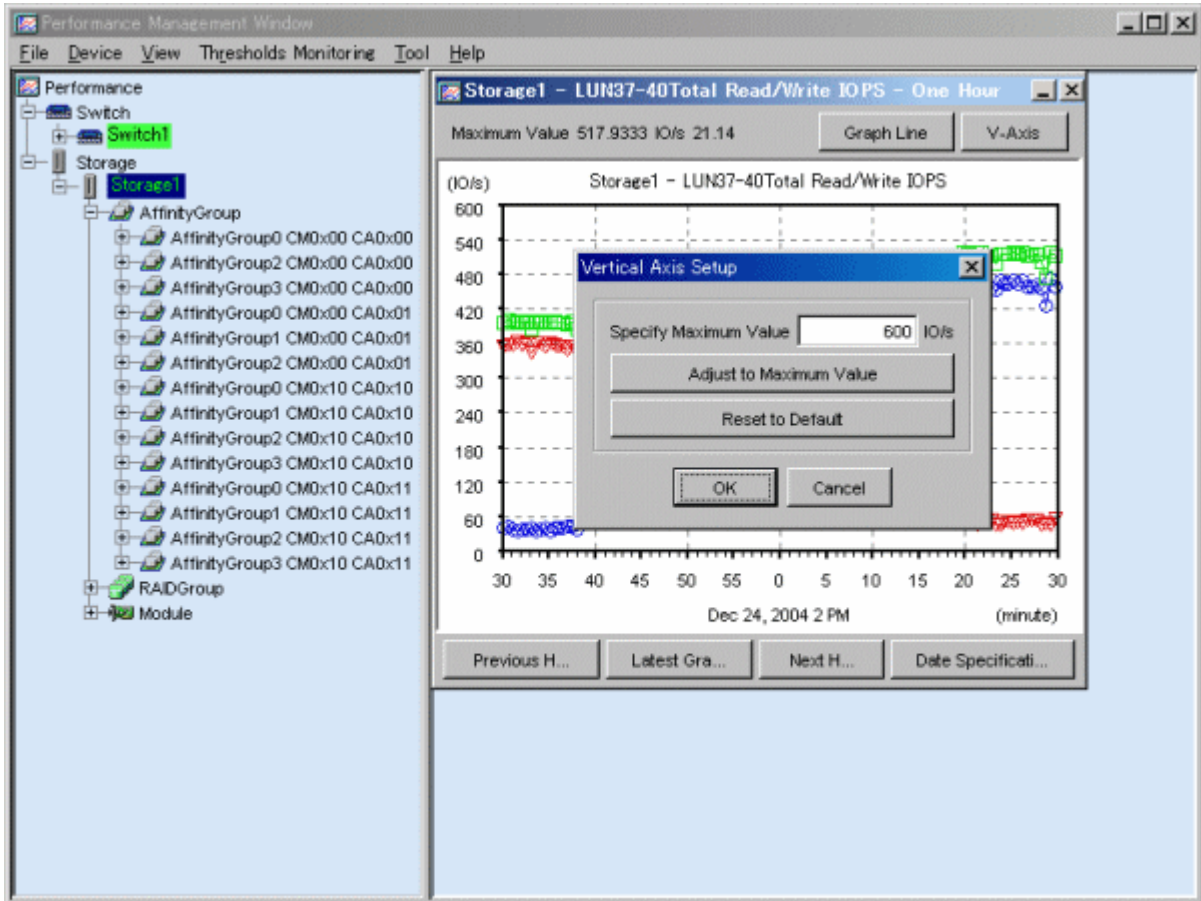 Performance Management Window
File Device View Thresholds Monitoring Tool Help
Performance
Switch
Switch1
Storage
Storage1
AffinityGroup
AffinityGroup0 CM0x00 CA0x00
AffinityGroup2 CM0x00 CA0x00
AffinityGroup3 CM0x00 CA0x00
AffinityGroup0 CM0x00 CA0x01
AffinityGroup1 CM0x00 CA0x01
AffinityGroup2 CM0x00 CA0x01
AffinityGroup0 CM0x10 CA0x10
AffinityGroup1 CM0x10 CA0x10
AffinityGroup2 CM0x10 CA0x10
AffinityGroup3 CM0x10 CA0x10
AffinityGroup0 CM0x10 CA0x11
AffinityGroup1 CM0x10 CA0x11
AffinityGroup2 CM0x10 CA0x11
AffinityGroup3 CM0x10 CA0x11
RAIDGroup
Module
Storage1 - LUN37-40Total Read/Write IOPS - One Hour
Maximum Value 517.9333 IO/s 21.14 Graph Line V-Axis
(IO/s) Storage1 - LUN37-40Total Read/Write IOPS
600
540
480
420
360
300
240
180
120
60
0
30 35 40 45 50 55 0 5 10 15 20 25 30
Dec 24, 2004 2 PM (minute)
Vertical Axis Setup
Specify Maximum Value 600 IO/s
Adjust to Maximum Value
Reset to Default
OK Cancel
Previous H... Latest Gra... Next H... Date Specificati...